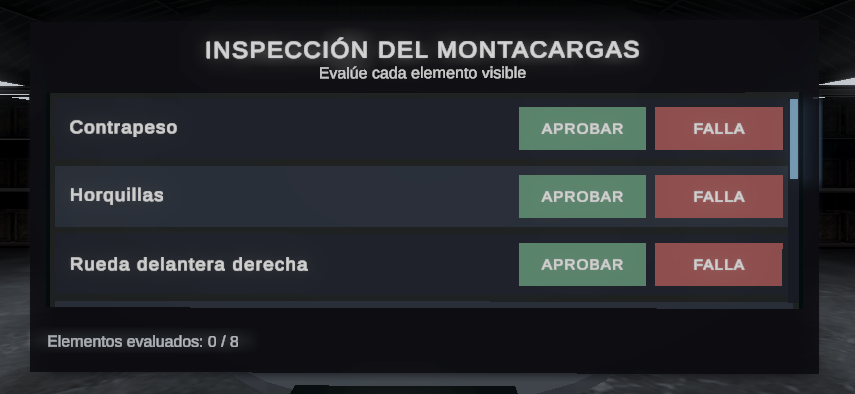 INSPECCIÓN DEL MONTACARGAS
Evalúe cada elemento visible
Contrapeso APROBAR FALLA
Horquillas APROBAR FALLA
Rueda delantera derecha APROBAR FALLA
Elementos evaluados: 0 / 8